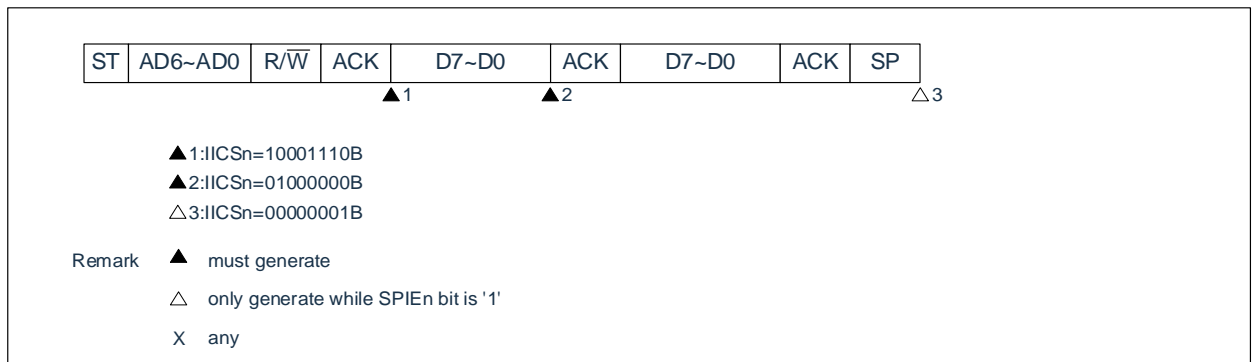 ST AD6~AD0 R/W̅ ACK D7~D0 ACK D7~D0 ACK SP
▲1 ▲2 △3
▲1:IICSn=10001110B
▲2:IICSn=01000000B
△3:IICSn=00000001B
Remark ▲ must generate
△ only generate while SPIEn bit is '1'
X any